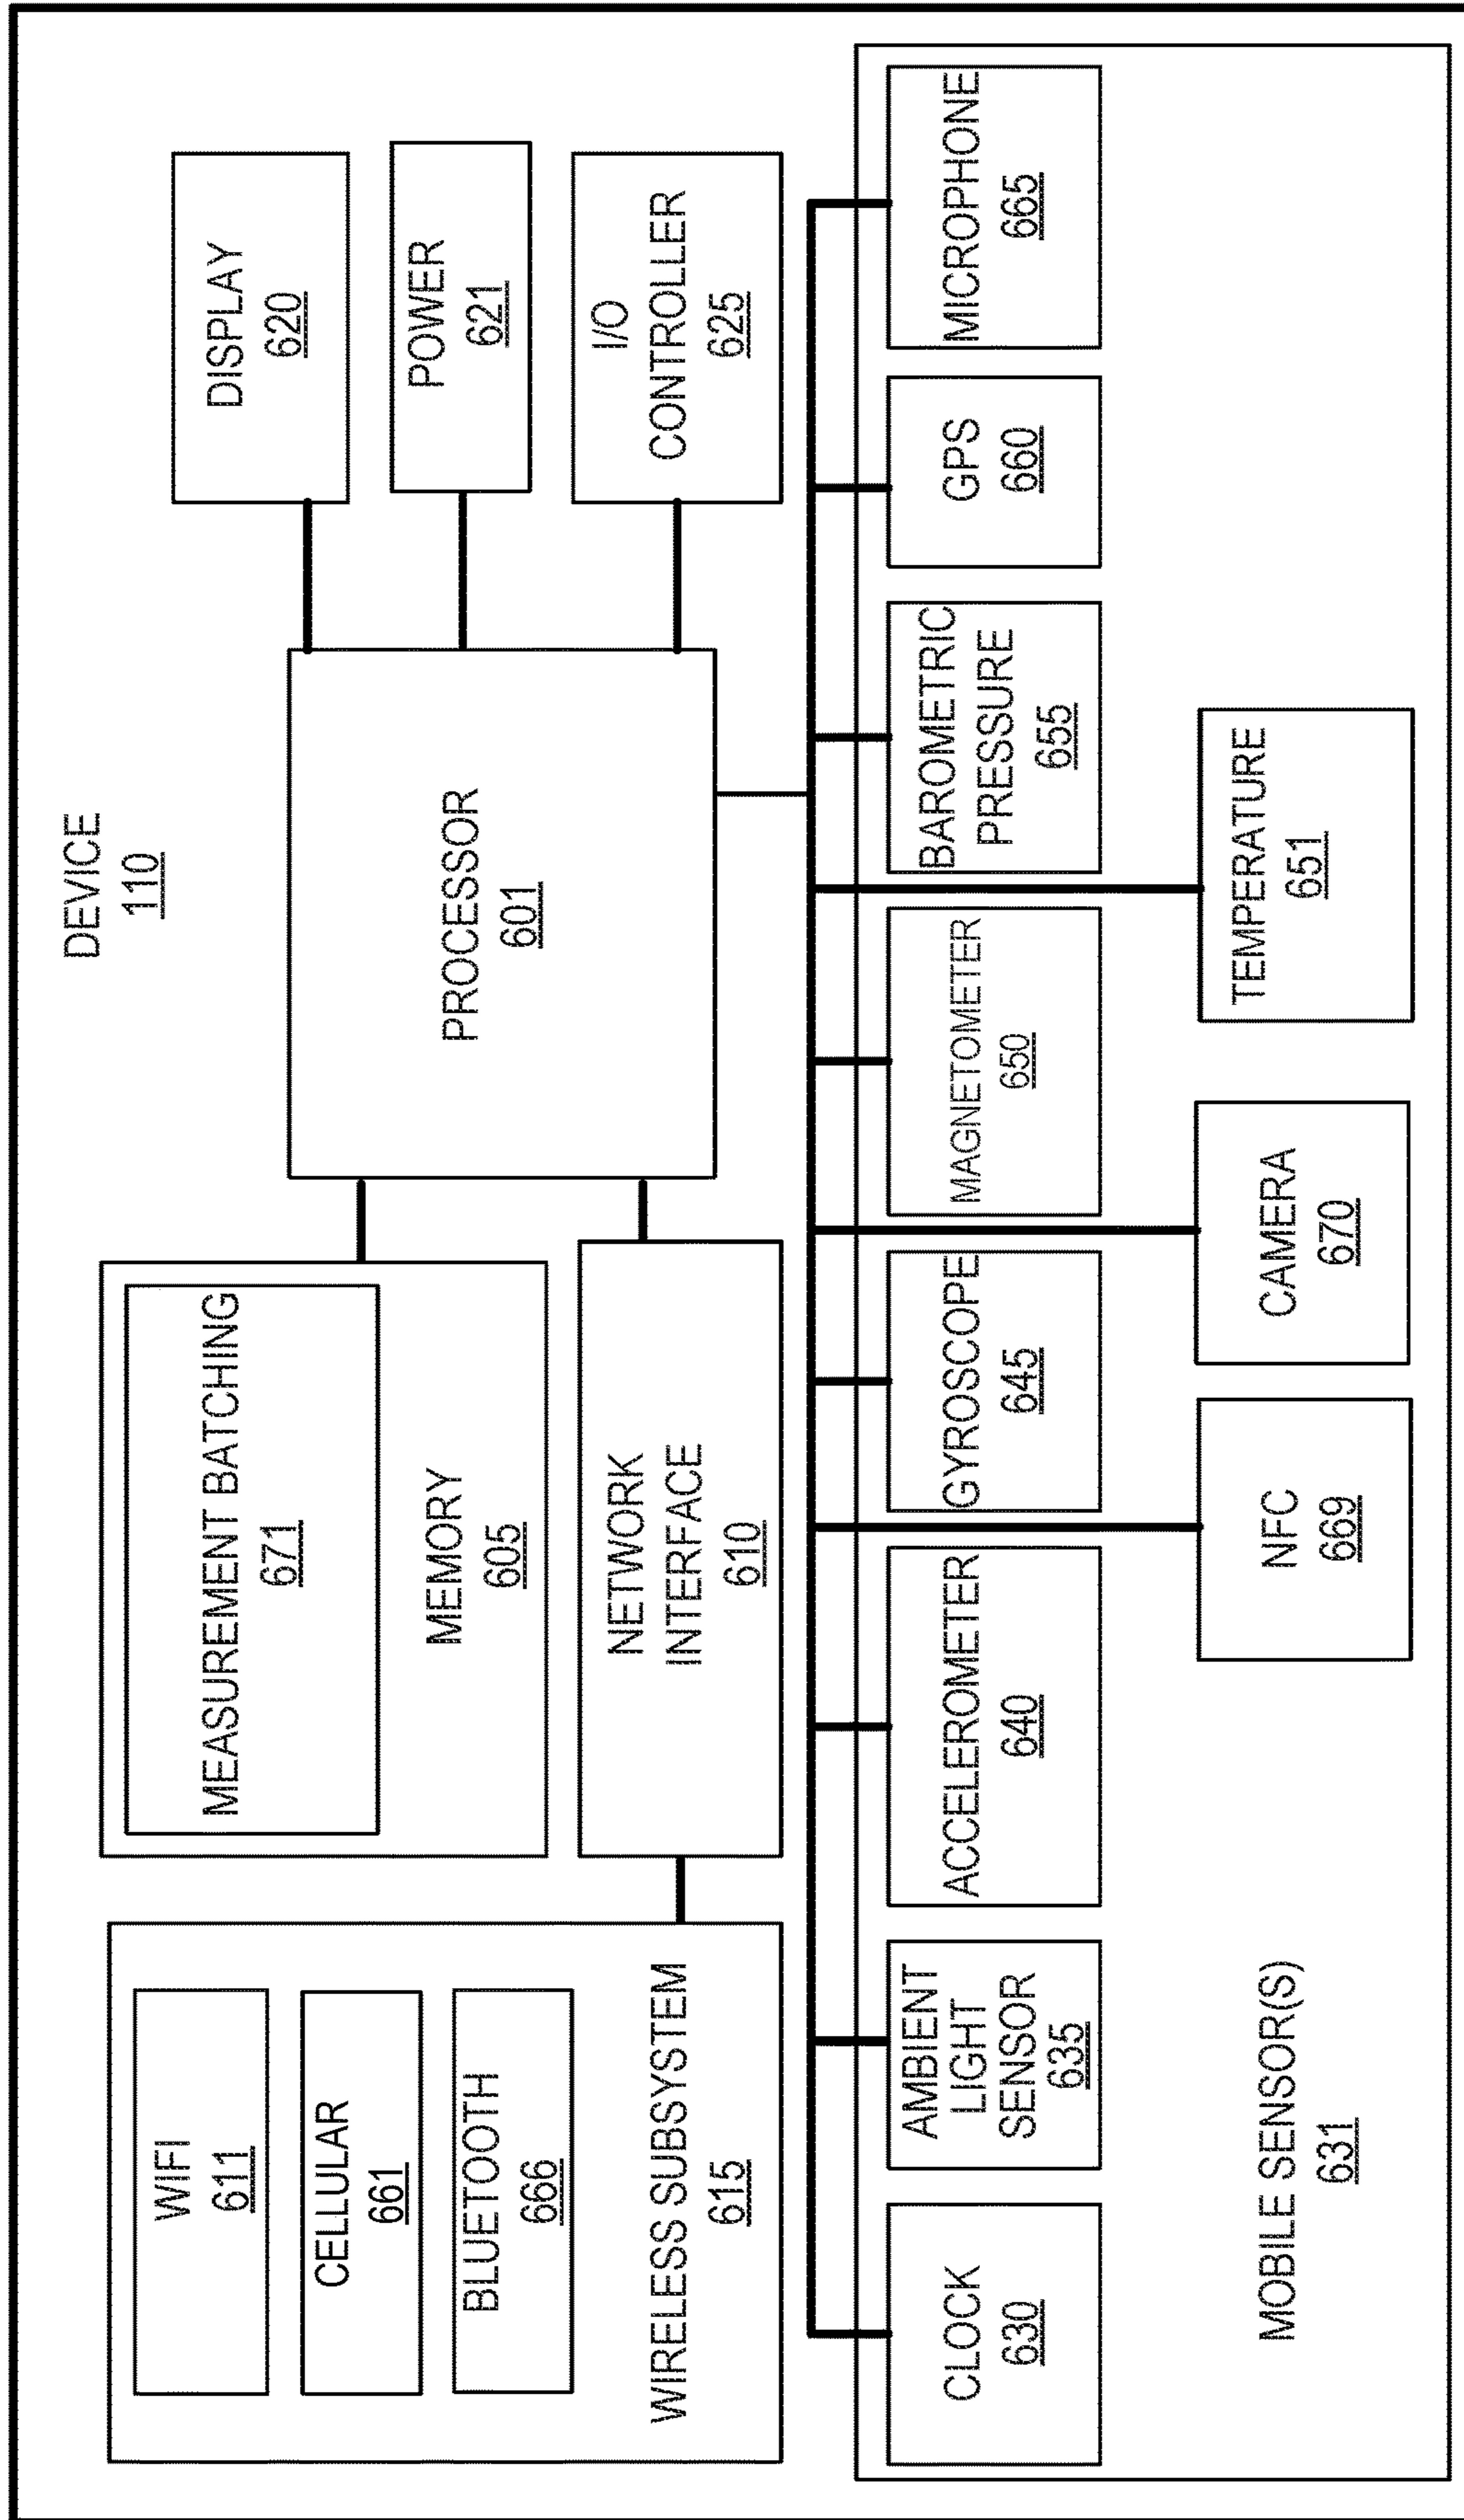 DEVICE
110
WIFI
611
CELLULAR
661
BLUETOOTH
666
WIRELESS SUBSYSTEM
615
MEASUREMENT BATCHING
671
MEMORY
605
NETWORK
INTERFACE
610
PROCESSOR
601
DISPLAY
620
POWER
621
I/O
CONTROLLER
625
CLOCK
630
AMBIENT
LIGHT
SENSOR
635
ACCELEROMETER
640
GYROSCOPE
645
MAGNETOMETER
650
BAROMETRIC
PRESSURE
655
GPS
660
MICROPHONE
665
NFC
669
CAMERA
670
TEMPERATURE
651
MOBILE SENSOR(S)
631